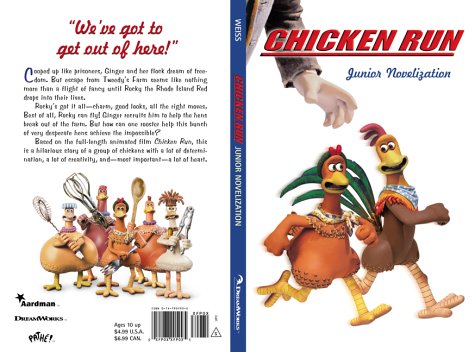 "We've got to
get out of here!"
Cooped up like prisoners, Ginger and her flock dream of free-
dom. But escape from Tweedy's Farm seems like nothing
more than a flight of fancy until Rocky the Rhode Island Red
drops into their lives.
Rocky's got it all—charm, good looks, all the right moves.
Best of all, Rocky can fly! Ginger recruits him to help the hens
break out of the farm. But how can one rooster help this bunch
of very desperate hens achieve the impossible?
Based on the full-length animated film Chicken Run, this
is a hilarious story of a group of chickens with a lot of determi-
nation, a lot of creativity, and—most important—a lot of heart.
Aardman
DREAMWORKS
PATHE!
Ages 10 up
$4.99 U.S.A.
$6.99 CAN.
WEISS
CHICKEN RUN
JUNIOR NOVELIZATION
DREAMWORKS
CHICKEN RUN
Junior Novelization